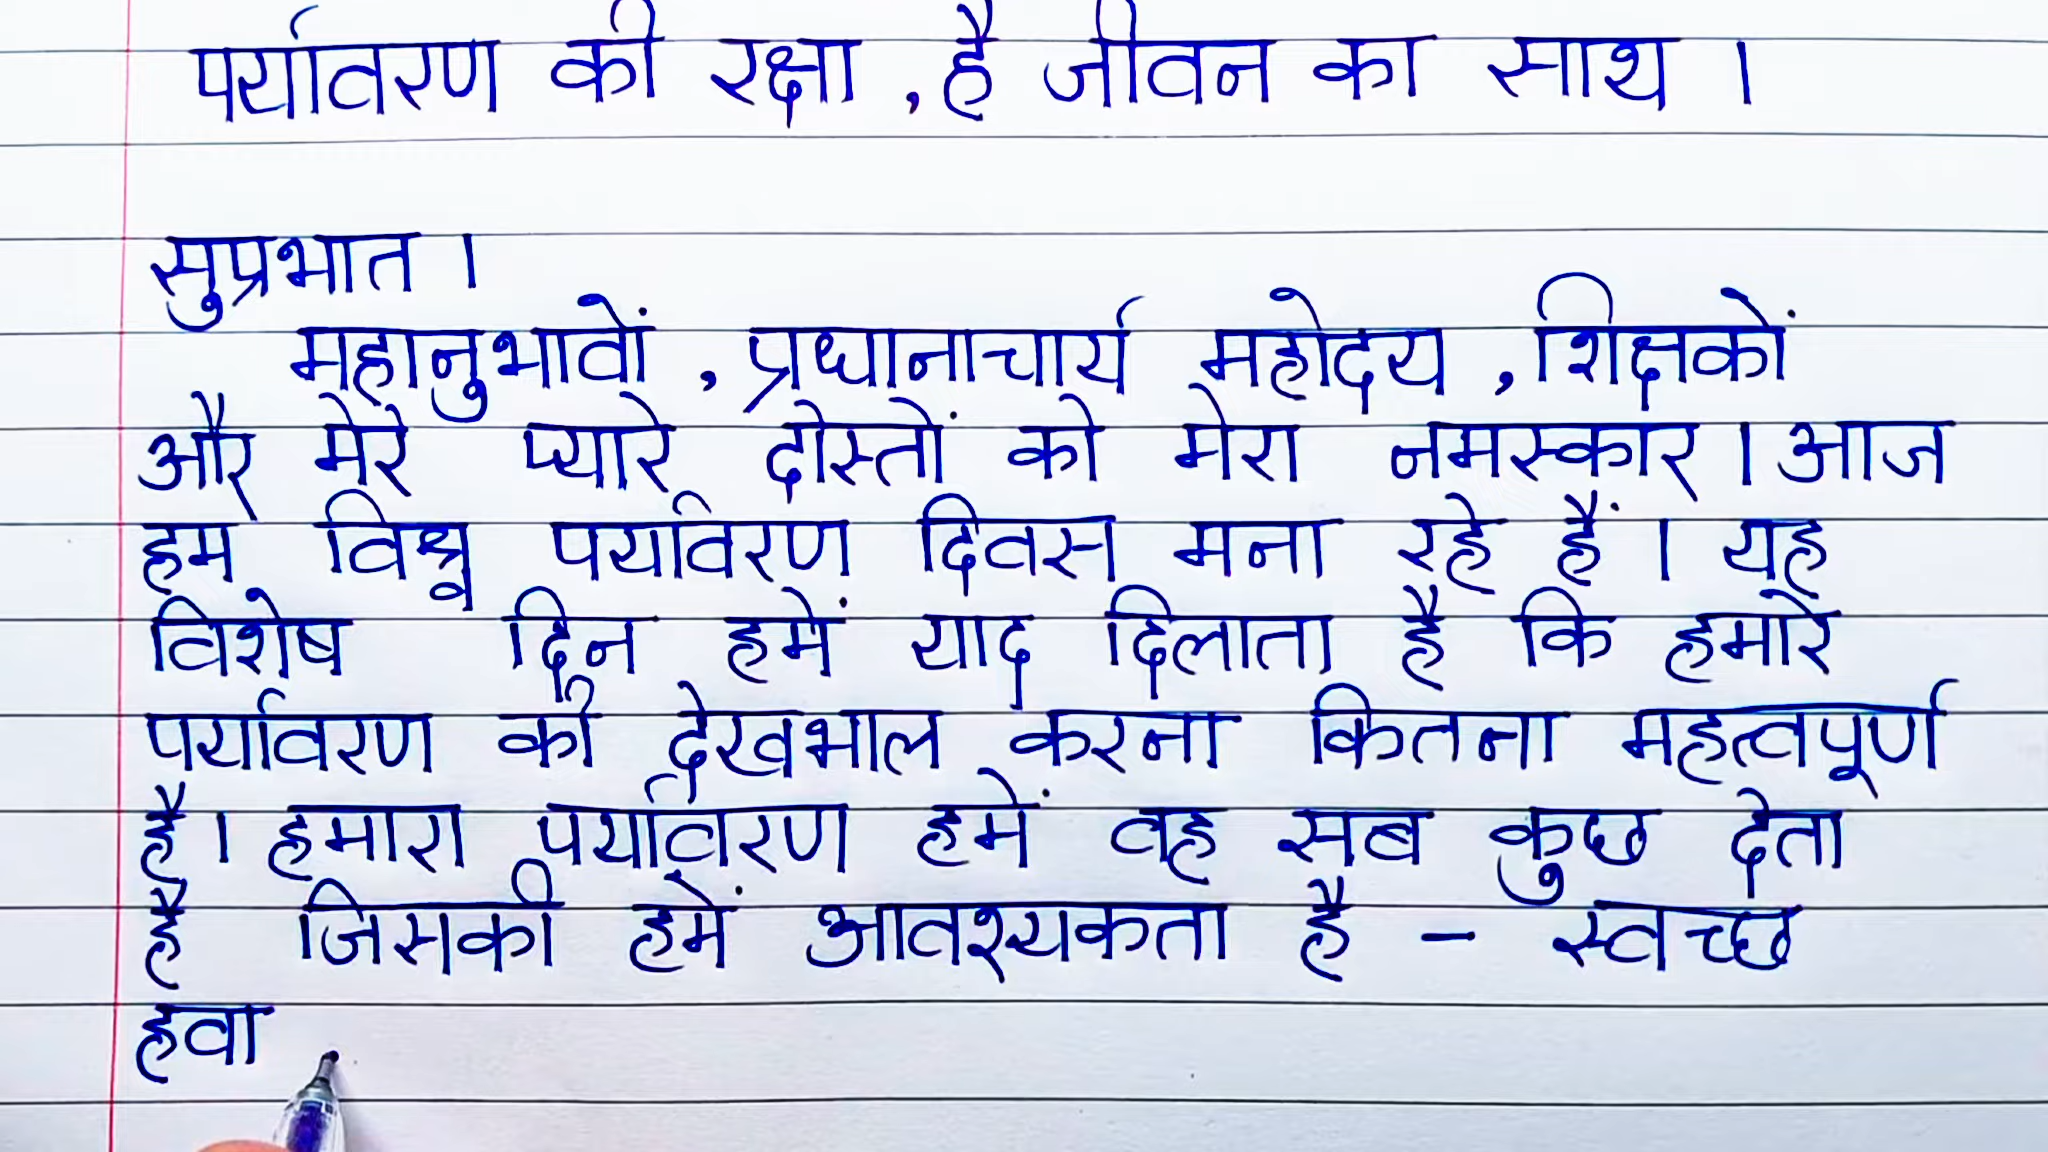 पर्यावरण की रक्षा , है जीवन का साथ ।
सुप्रभात ।
महानुभावों , प्रधानाचार्य महोदय , शिक्षकों
और मेरे प्यारे दोस्तों को मेरा नमस्कार । आज
हम विश्व पर्यावरण दिवस मना रहे हैं । यह
विशेष दिन हमें याद दिलाता है कि हमारे
पर्यावरण की देखभाल करना कितना महत्वपूर्ण
है । हमारा पर्यावरण हमें वह सब कुछ देता
है जिसकी हमें आवश्यकता है - स्वच्छ
हवा